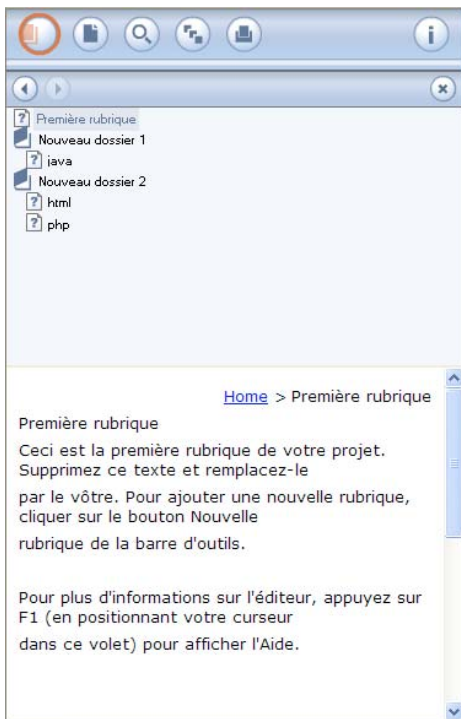 Première rubrique
Nouveau dossier 1
java
Nouveau dossier 2
html
php
Home > Première rubrique
Première rubrique
Ceci est la première rubrique de votre projet.
Supprimez ce texte et remplacez-le
par le vôtre. Pour ajouter une nouvelle rubrique,
cliquer sur le bouton Nouvelle
rubrique de la barre d'outils.
Pour plus d'informations sur l'éditeur, appuyez sur
F1 (en positionnant votre curseur
dans ce volet) pour afficher l'Aide.